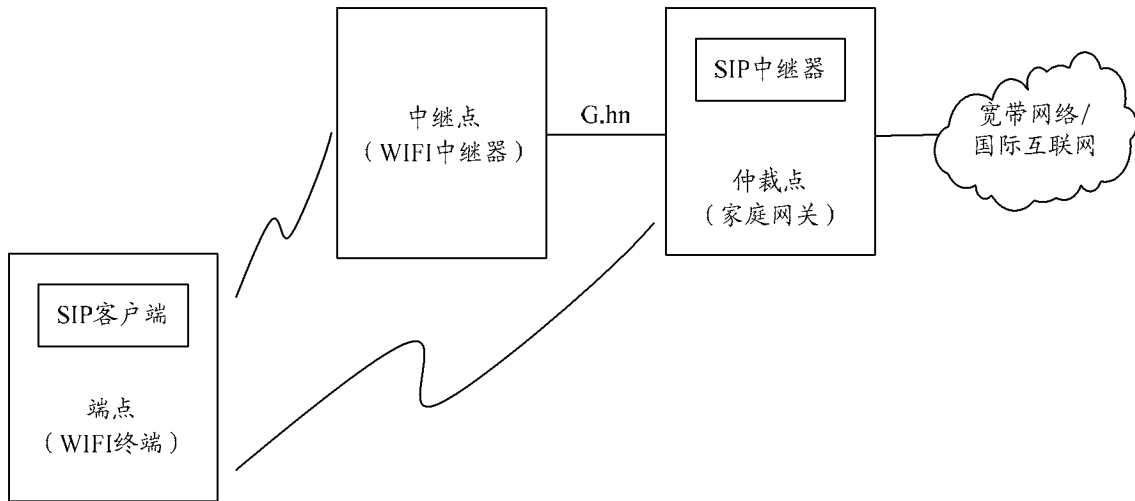 中继点
（WIFI中继器）
G.hn
SIP中继器
仲裁点
（家庭网关）
宽带网络/
国际互联网
SIP客户端
端点
（WIFI终端）